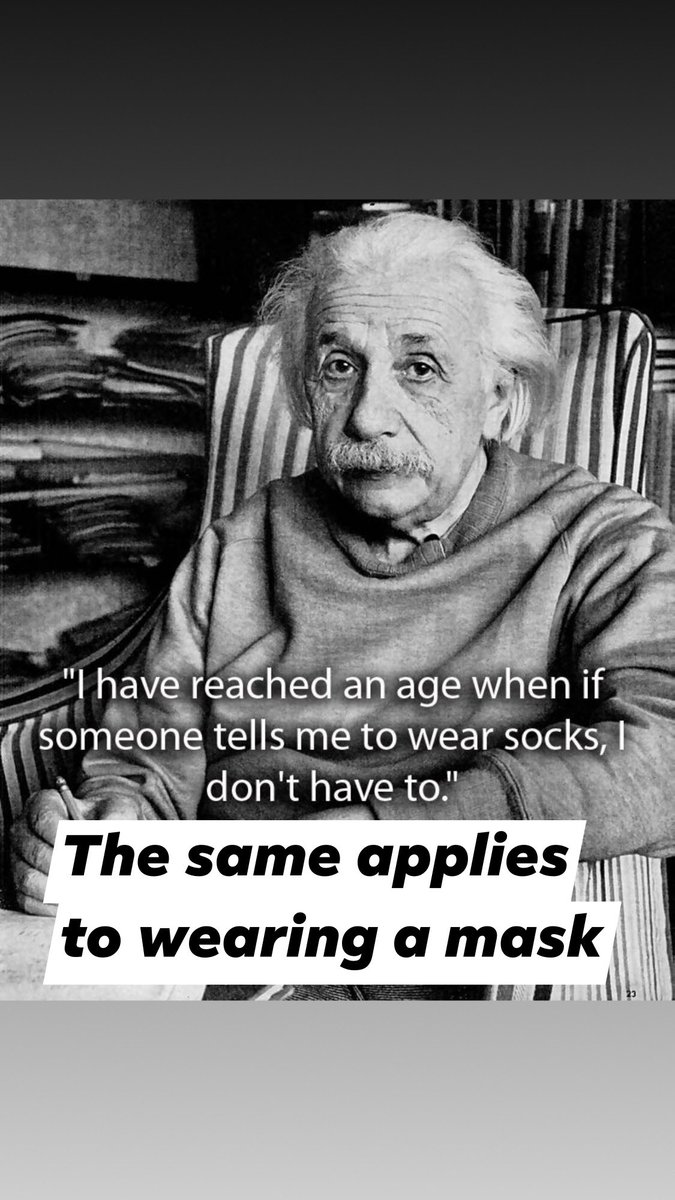 "I have reached an age when if
someone tells me to wear socks, I
don't have to."
The same applies
to wearing a mask
23